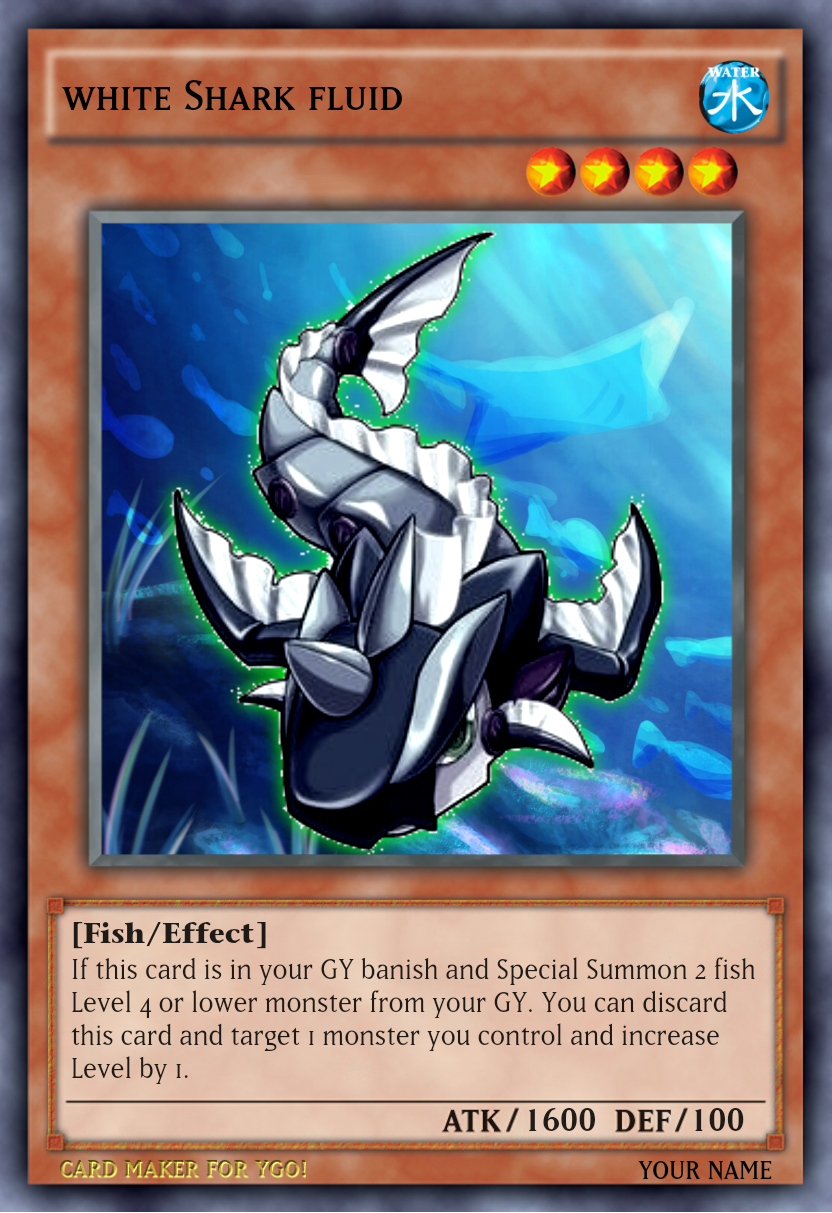 white Shark fluid
WATER
水
[Fish/Effect]
If this card is in your GY banish and Special Summon 2 fish
Level 4 or lower monster from your GY. You can discard
this card and target 1 monster you control and increase
Level by 1.
ATK/1600 DEF/100
CARD MAKER FOR YGO!
YOUR NAME